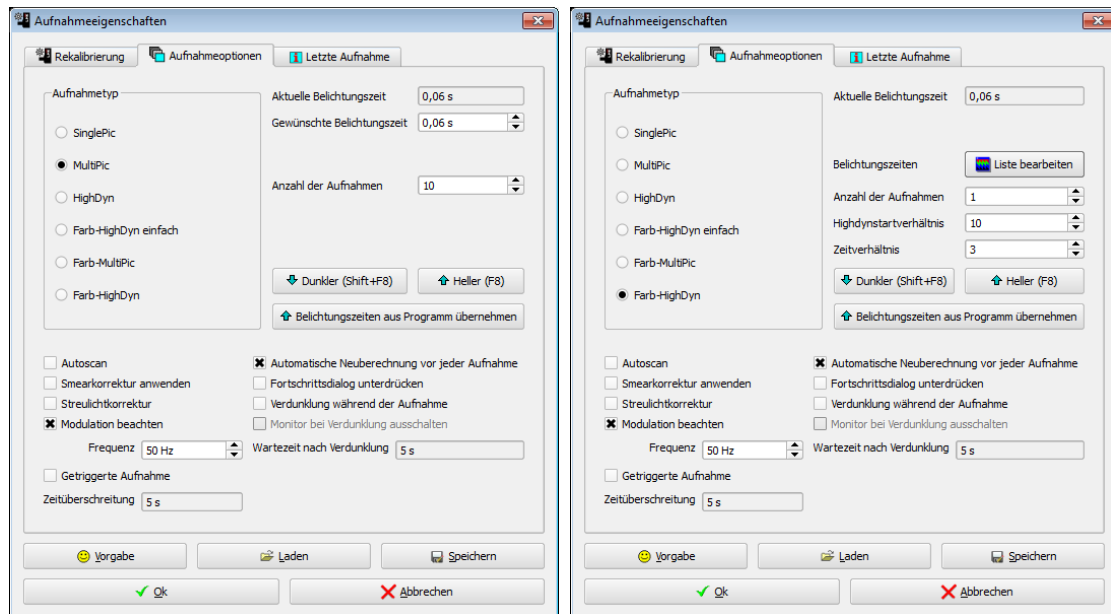 Aufnahmeeigenschaften
Rekalibrierung
Aufnahmeoptionen
Letzte Aufnahme
Aufnahmetyp
SinglePic
MultiPic
HighDyn
Farb-HighDyn einfach
Farb-MultiPic
Farb-HighDyn
Aktuelle Belichtungszeit 0,06 s
Gewünschte Belichtungszeit 0,06 s
Anzahl der Aufnahmen 10
Dunkler (Shift+F8)
Heller (F8)
Belichtungszeiten aus Programm übernehmen
Autoscan
Smearkorrektur anwenden
Streulichtkorrektur
Modulation beachten
Frequenz 50 Hz
Getriggerte Aufnahme
Zeitüberschreitung 5 s
Automatische Neuberechnung vor jeder Aufnahme
Fortschrittsdialog unterdrücken
Verdunklung während der Aufnahme
Monitor bei Verdunklung ausschalten
Wartezeit nach Verdunklung 5 s
Vorgabe
Laden
Speichern
Ok
Abbrechen
Aufnahmeeigenschaften
Rekalibrierung
Aufnahmeoptionen
Letzte Aufnahme
Aufnahmetyp
SinglePic
MultiPic
HighDyn
Farb-HighDyn einfach
Farb-MultiPic
Farb-HighDyn
Aktuelle Belichtungszeit 0,06 s
Belichtungszeiten Liste bearbeiten
Anzahl der Aufnahmen 1
Highdynstartverhältnis 10
Zeitverhältnis 3
Dunkler (Shift+F8)
Heller (F8)
Belichtungszeiten aus Programm übernehmen
Autoscan
Smearkorrektur anwenden
Streulichtkorrektur
Modulation beachten
Frequenz 50 Hz
Getriggerte Aufnahme
Zeitüberschreitung 5 s
Automatische Neuberechnung vor jeder Aufnahme
Fortschrittsdialog unterdrücken
Verdunklung während der Aufnahme
Monitor bei Verdunklung ausschalten
Wartezeit nach Verdunklung 5 s
Vorgabe
Laden
Speichern
Ok
Abbrechen